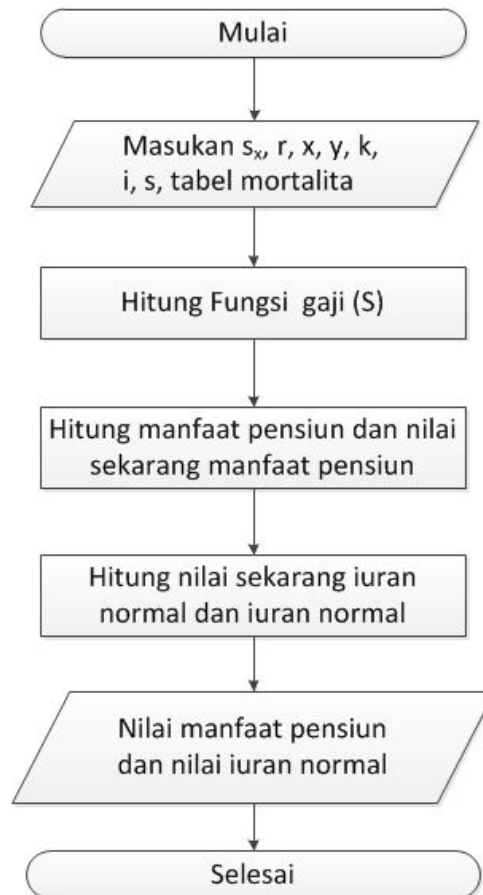 Mulai
Masukan sₓ, r, x, y, k,
i, s, tabel mortalita
Hitung Fungsi gaji (S)
Hitung manfaat pensiun dan nilai
sekarang manfaat pensiun
Hitung nilai sekarang iuran
normal dan iuran normal
Nilai manfaat pensiun
dan nilai iuran normal
Selesai